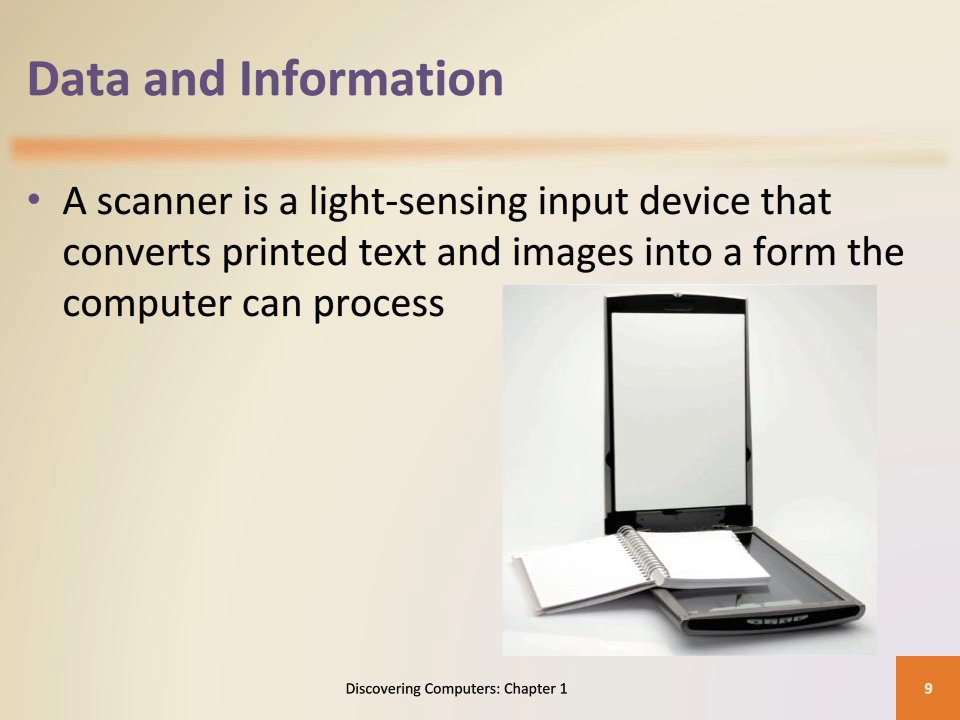 Data and Information
• A scanner is a light-sensing input device that
converts printed text and images into a form the
computer can process
Discovering Computers: Chapter 1
9